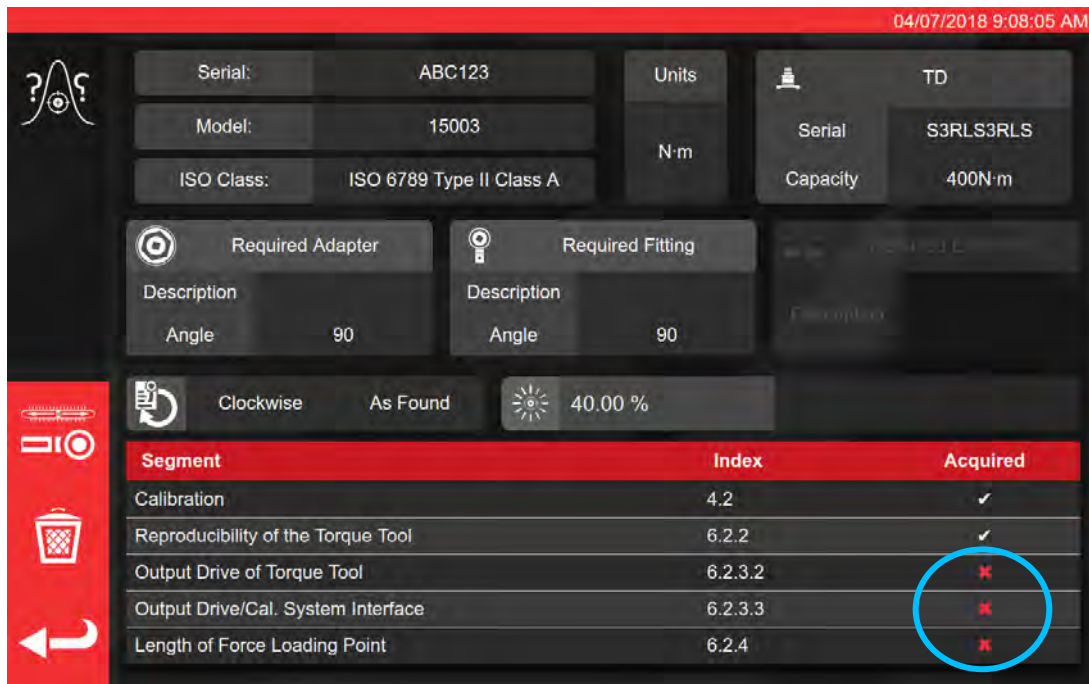 04/07/2018 9:08:05 AM
Serial: ABC123
Model: 15003
ISO Class: ISO 6789 Type II Class A
Units
N·m
TD
Serial S3RLS3RLS
Capacity 400N·m
Required Adapter
Description
Angle 90
Required Fitting
Description
Angle 90
Description
Clockwise As Found
40.00 %
Segment Index Acquired
Calibration 4.2 ✔
Reproducibility of the Torque Tool 6.2.2 ✔
Output Drive of Torque Tool 6.2.3.2 ✖
Output Drive/Cal. System Interface 6.2.3.3 ✖
Length of Force Loading Point 6.2.4 ✖